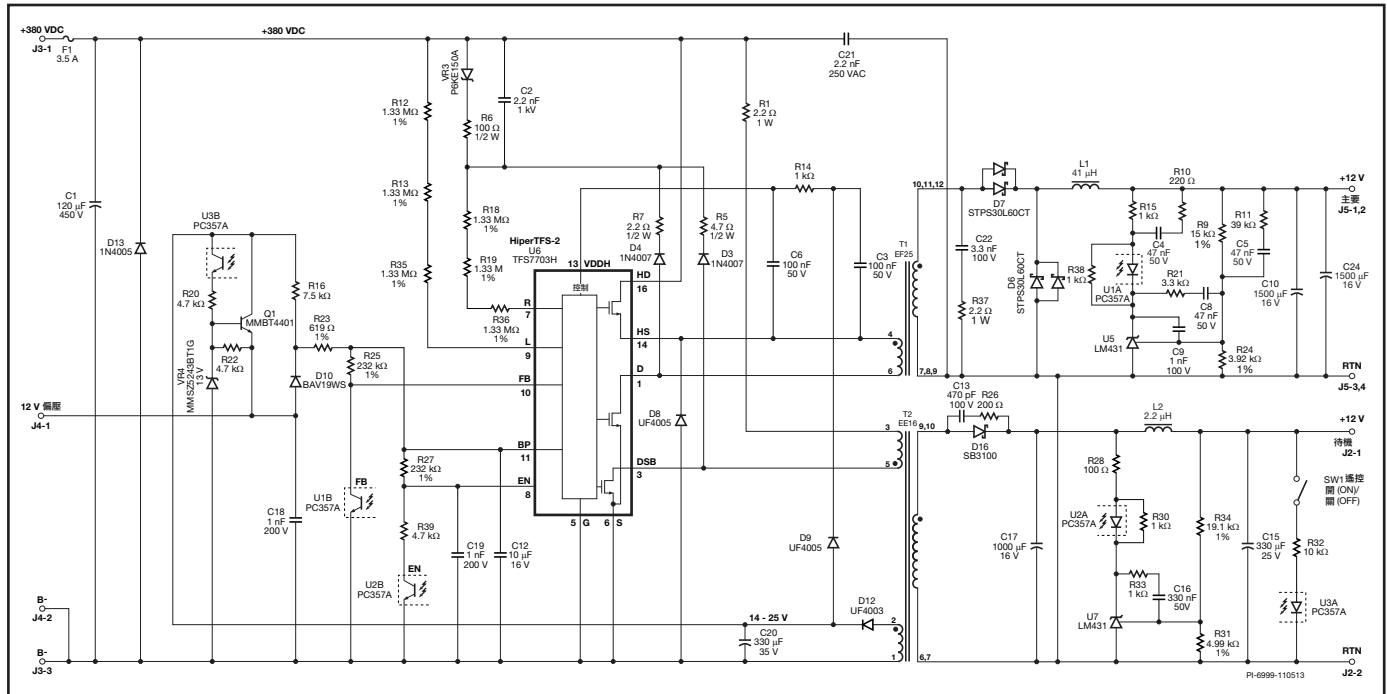 +380 VDC
J3-1
F1
3.5 A
+380 VDC
C21
2.2 nF
250 VAC
VR3
P6KE150A
C2
2.2 nF
1 kV
R12
1.33 MΩ
1%
R6
100 Ω
1/2 W
R1
2.2 Ω
1 W
C1
120 µF
450 V
D13
1N4005
R13
1.33 MΩ
1%
R14
1 kΩ
U3B
PC357A
R18
1.33 MΩ
1%
R7
2.2 Ω
1/2 W
D4
1N4007
R5
4.7 Ω
1/2 W
D3
1N4007
R35
1.33 MΩ
1%
R19
1.33 M
1%
R36
1.33 MΩ
1%
R20
4.7 kΩ
R16
7.5 kΩ
Q1
MMBT4401
R22
4.7 kΩ
VR4
MMSZ5243BT1G
13 V
R23
619 Ω
1%
R25
232 kΩ
1%
D10
BAV19WS
12 V 偏壓
J4-1
HiperTFS-2
U6
TFS7703H
13 VDDH
控制
HD
16
R
7
L
9
HS
14
FB
10
D
1
BP
11
DSB
3
EN
8
5 G
6 S
C6
100 nF
50 V
C3
100 nF
50 V
T1
EF25
10,11,12
4
6
7,8,9
D7
STPS30L60CT
C22
3.3 nF
100 V
R37
2.2 Ω
1 W
D6
STPS30L60CT
L1
41 µH
R15
1 kΩ
C4
47 nF
50 V
R10
220 Ω
R9
15 kΩ
1%
R11
39 kΩ
C5
47 nF
50 V
R38
1 kΩ
U1A
PC357A
R21
3.3 kΩ
C8
47 nF
50 V
U5
LM431
C9
1 nF
100 V
R24
3.92 kΩ
1%
C10
1500 µF
16 V
C24
1500 µF
16 V
+12 V
主要
J5-1,2
RTN
J5-3,4
D8
UF4005
R27
232 kΩ
1%
U1B
PC357A
FB
C18
1 nF
200 V
R39
4.7 kΩ
C19
1 nF
200 V
C12
10 µF
16 V
U2B
PC357A
EN
D9
UF4005
D12
UF4003
14 - 25 V
C20
330 µF
35 V
B-
J4-2
B-
J3-3
T2
EE16
3
5
9,10
2
1
6,7
C13
470 pF
100 V
R26
200 Ω
D16
SB3100
L2
2.2 µH
R28
100 Ω
U2A
PC357A
R30
1 kΩ
C17
1000 µF
16 V
R33
1 kΩ
C16
330 nF
50V
U7
LM431
R34
19.1 kΩ
1%
R31
4.99 kΩ
1%
C15
330 µF
25 V
+12 V
待機
J2-1
SW1 遙控
開 (ON)/
關 (OFF)
R32
10 kΩ
U3A
PC357A
RTN
J2-2
PI-6999-110513